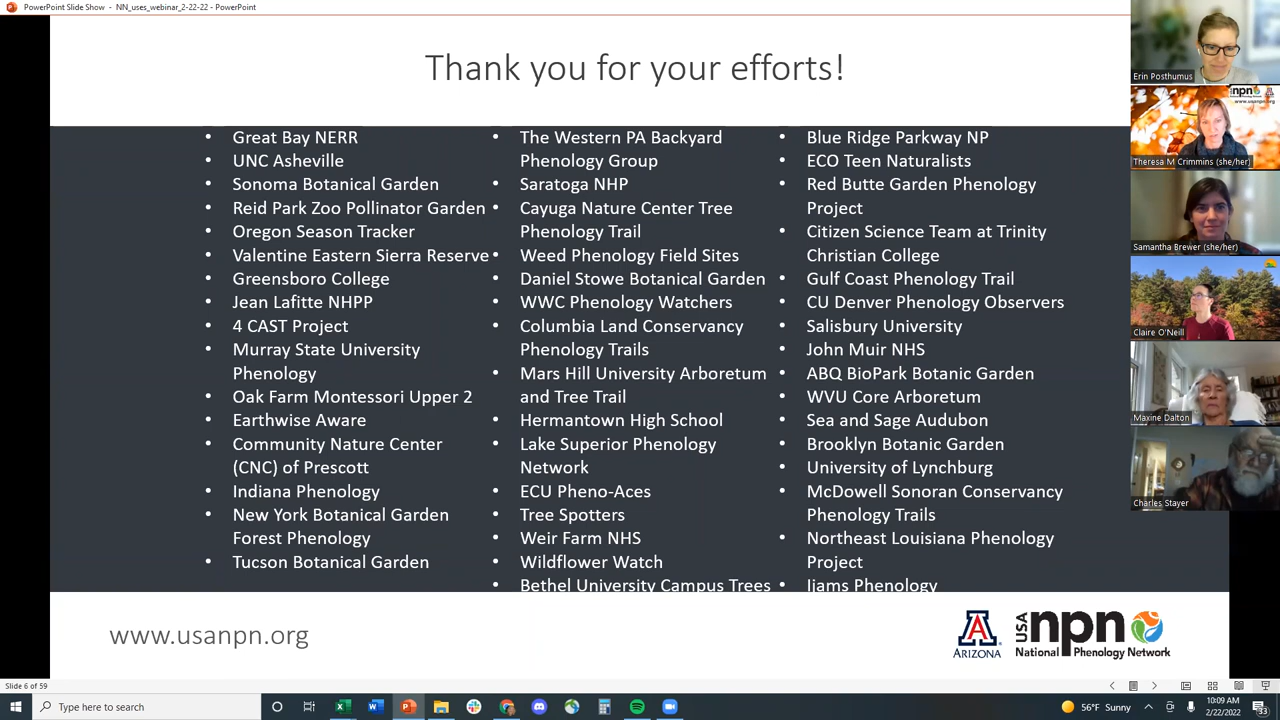 PowerPoint Slide Show - NN_uses_webinar_2-22-22 - PowerPoint
Thank you for your efforts!
Great Bay NERR
UNC Asheville
Sonoma Botanical Garden
Reid Park Zoo Pollinator Garden
Oregon Season Tracker
Valentine Eastern Sierra Reserve
Greensboro College
Jean Lafitte NHPP
4 CAST Project
Murray State University
Phenology
Oak Farm Montessori Upper 2
Earthwise Aware
Community Nature Center
(CNC) of Prescott
Indiana Phenology
New York Botanical Garden
Forest Phenology
Tucson Botanical Garden
The Western PA Backyard
Phenology Group
Saratoga NHP
Cayuga Nature Center Tree
Phenology Trail
Weed Phenology Field Sites
Daniel Stowe Botanical Garden
WWC Phenology Watchers
Columbia Land Conservancy
Phenology Trails
Mars Hill University Arboretum
and Tree Trail
Hermantown High School
Lake Superior Phenology
Network
ECU Pheno-Aces
Tree Spotters
Weir Farm NHS
Wildflower Watch
Bethel University Campus Trees
Blue Ridge Parkway NP
ECO Teen Naturalists
Red Butte Garden Phenology
Project
Citizen Science Team at Trinity
Christian College
Gulf Coast Phenology Trail
CU Denver Phenology Observers
Salisbury University
John Muir NHS
ABQ BioPark Botanic Garden
WVU Core Arboretum
Sea and Sage Audubon
Brooklyn Botanic Garden
University of Lynchburg
McDowell Sonoran Conservancy
Phenology Trails
Northeast Louisiana Phenology
Project
Ijams Phenology
Erin Posthumus
npn
www.usanpn.org
Theresa M Crimmins (she/her)
Samantha Brewer (she/her)
Claire O'Neill
Maxine Dalton
Charles Stayer
www.usanpn.org
A
ARIZONA
USA npn
National Phenology Network
Slide 6 of 59
Type here to search
56°F Sunny
10:09 AM
2/22/2022
33